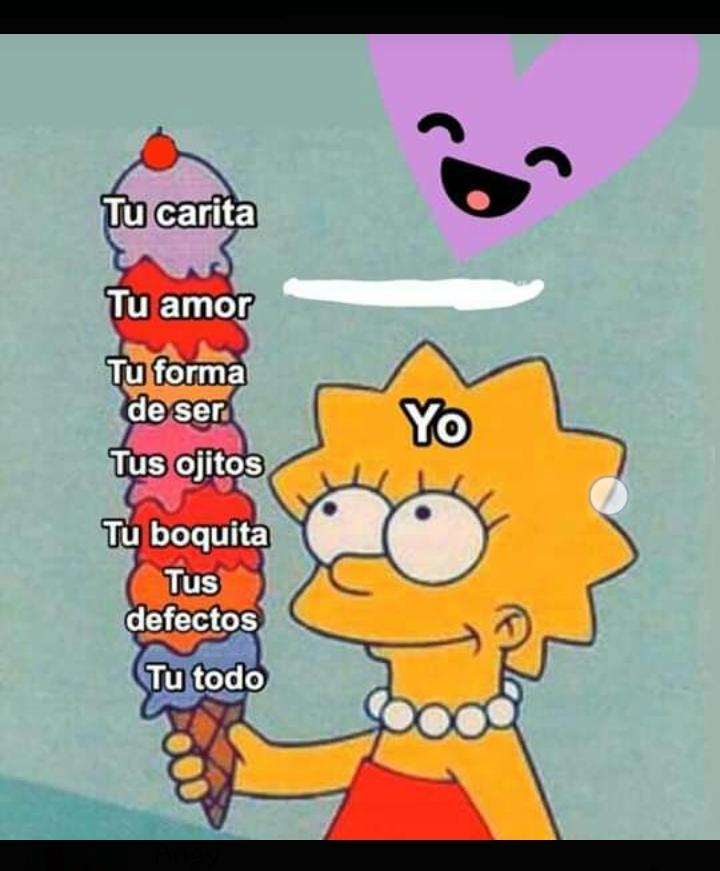 Tu carita
Tu amor
Tu forma
de ser
Tus ojitos
Yo
Tu boquita
Tus
defectos
Tu todo